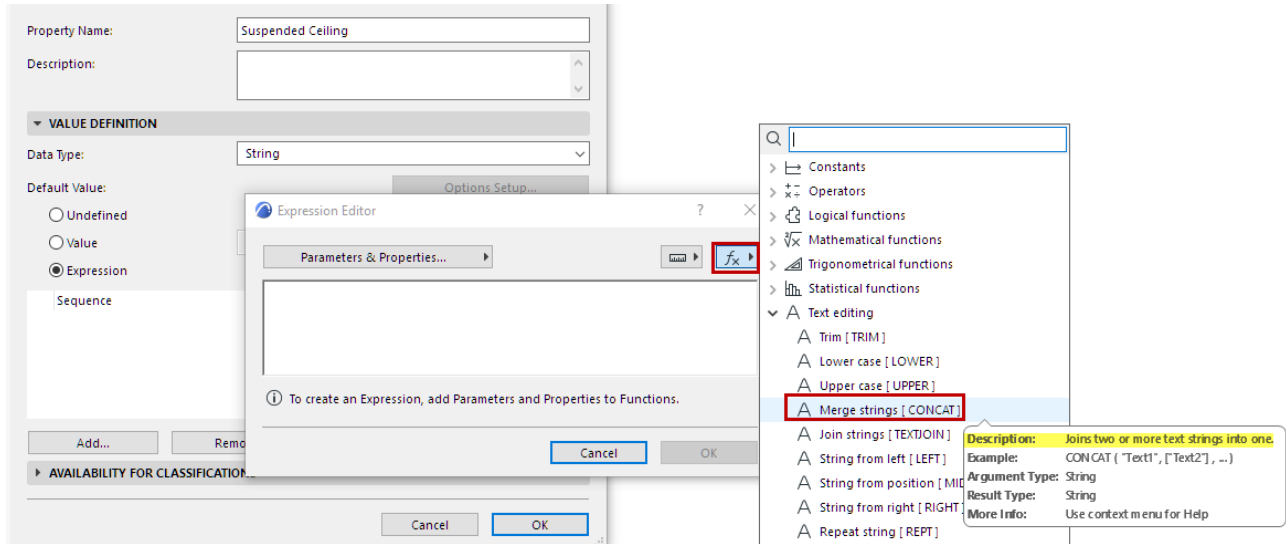 Property Name:
Suspended Ceiling
Description:
VALUE DEFINITION
Data Type:
String
Default Value:
Options Setup...
Undefined
Value
Expression
Sequence
Add...
Remo
AVAILABILITY FOR CLASSIFICATION
Cancel
OK
Expression Editor
?
Parameters & Properties...
fx
To create an Expression, add Parameters and Properties to Functions.
Cancel
OK
Constants
Operators
Logical functions
Mathematical functions
Trigonometrical functions
Statistical functions
Text editing
Trim [ TRIM ]
Lower case [ LOWER ]
Upper case [ UPPER ]
Merge strings [ CONCAT ]
Join strings [ TEXTJOIN ]
String from left [ LEFT ]
String from position [ MID
String from right [ RIGHT
Repeat string [ REPT ]
Description: Joins two or more text strings into one.
Example: CONCAT ( "Text1", ["Text2"] , ... )
Argument Type: String
Result Type: String
More Info: Use context menu for Help